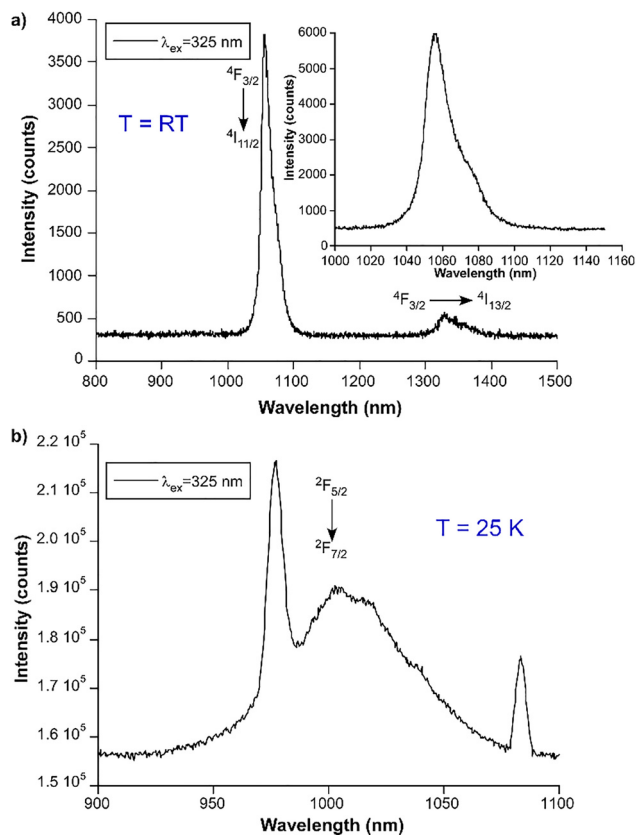 a)
λex=325 nm
4F3/2
4I11/2
T = RT
Intensity (counts)
4000
3500
3000
2500
2000
1500
1000
500
0
800 900 1000 1100 1200 1300 1400 1500
Wavelength (nm)
4F3/2 4I13/2
Intensity (counts)
6000
5000
4000
3000
2000
1000
0
1000 1020 1040 1060 1080 1100 1120 1140 1160
Wavelength (nm)
b)
λex=325 nm
2F5/2
2F7/2
T = 25 K
Intensity (counts)
2.2 10^5
2.1 10^5
2.0 10^5
1.9 10^5
1.8 10^5
1.7 10^5
1.6 10^5
1.5 10^5
900 950 1000 1050 1100
Wavelength (nm)